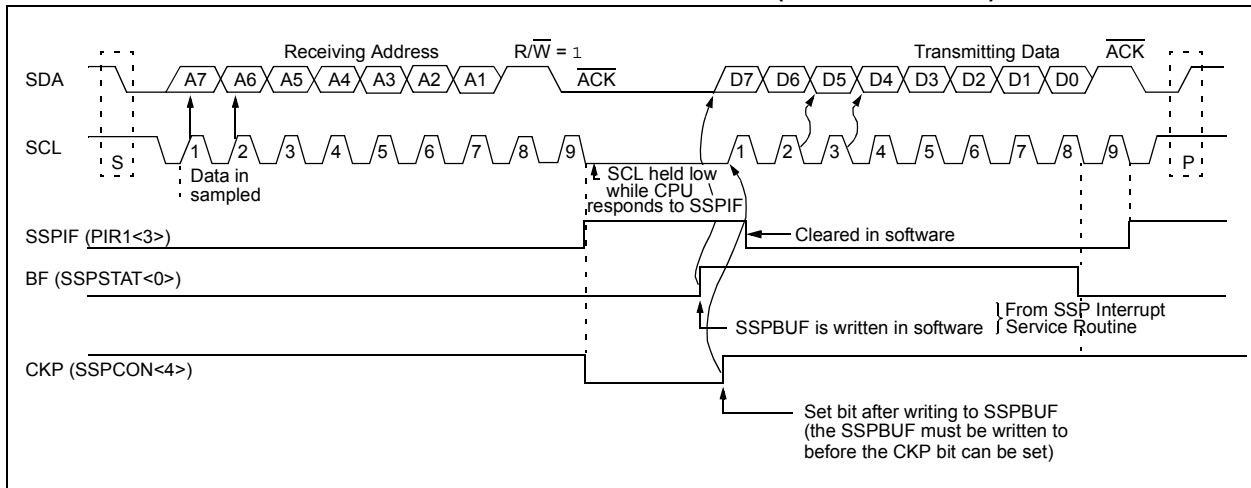 Receiving Address R/W = 1 Transmitting Data ACK
SDA A7 A6 A5 A4 A3 A2 A1 ACK D7 D6 D5 D4 D3 D2 D1 D0
SCL S 1 2 3 4 5 6 7 8 9 1 2 3 4 5 6 7 8 9 P
Data in
sampled
SCL held low
while CPU
responds to SSPIF
SSPIF (PIR1<3>)
Cleared in software
BF (SSPSTAT<0>)
SSPBUF is written in software
From SSP Interrupt
Service Routine
CKP (SSPCON<4>)
Set bit after writing to SSPBUF
(the SSPBUF must be written to
before the CKP bit can be set)